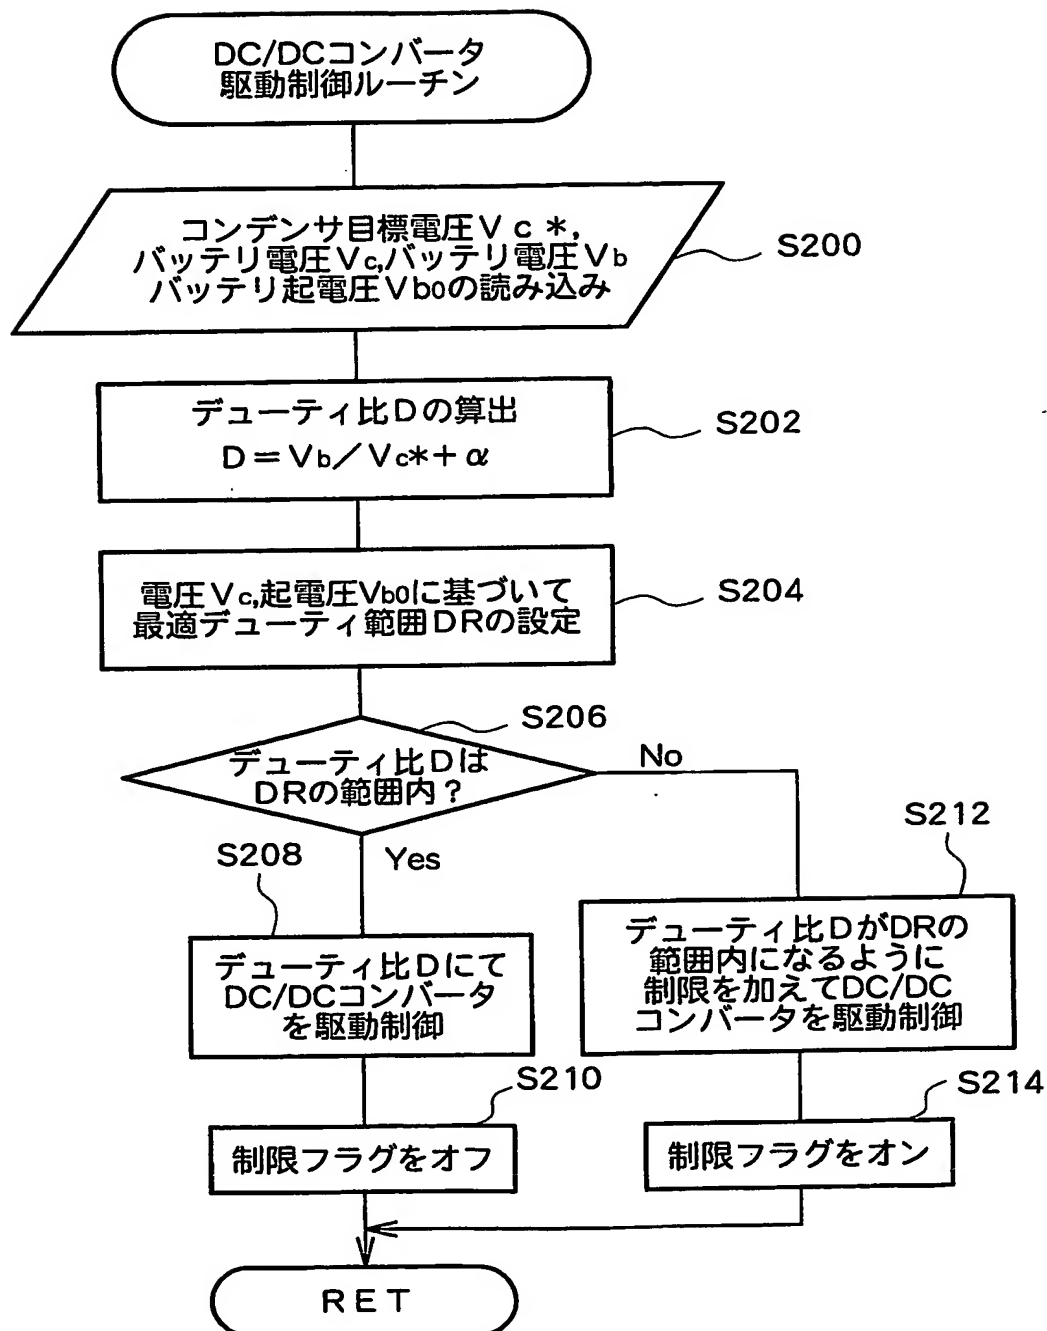 DC/DCコンバータ
駆動制御ルーチン
コンデンサ目標電圧Vc*,
バッテリ電圧Vc,バッテリ電圧Vb
バッテリ起電圧Vb0の読み込み
S200
デューティ比Dの算出
D=Vb/Vc*+α
S202
電圧Vc,起電圧Vb0に基づいて
最適デューティ範囲DRの設定
S204
S206
デューティ比Dは
DRの範囲内?
No
Yes
S208
デューティ比Dにて
DC/DCコンバータ
を駆動制御
S212
デューティ比DがDRの
範囲内になるように
制限を加えてDC/DC
コンバータを駆動制御
S210
制限フラグをオフ
S214
制限フラグをオン
RET